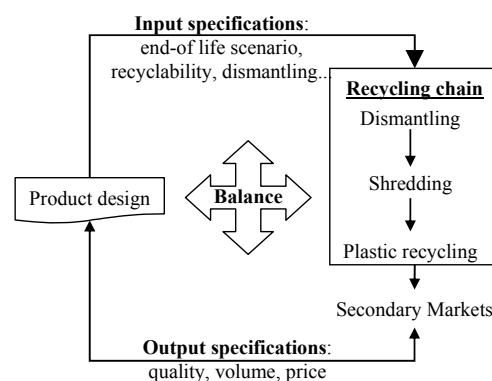 Input specifications:
end-of life scenario,
recyclability, dismantling...
Recycling chain
Dismantling
Shredding
Plastic recycling
Product design
Balance
Secondary Markets
Output specifications:
quality, volume, price